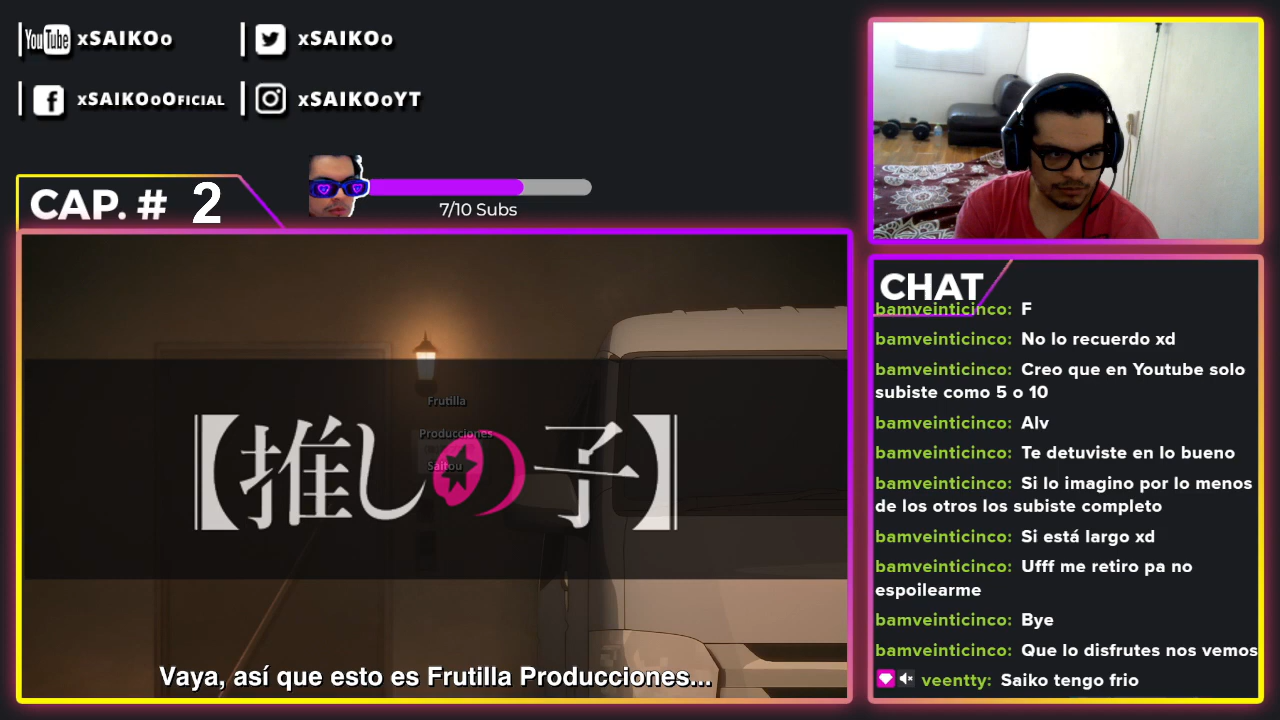 YouTube xSAIKOo
xSAIKOo
f xSAIKOoOFICIAL
xSAIKOoYT
CAP. # 2
7/10 Subs
【推しの子】
Frutilla
Producciones
Saitou
Vaya, así que esto es Frutilla Producciones...
CHAT
bamveinticinco: F
bamveinticinco: No lo recuerdo xd
bamveinticinco: Creo que en Youtube solo
subiste como 5 o 10
bamveinticinco: Alv
bamveinticinco: Te detuviste en lo bueno
bamveinticinco: Si lo imagino por lo menos
de los otros los subiste completo
bamveinticinco: Si está largo xd
bamveinticinco: Ufff me retiro pa no
espoilearme
bamveinticinco: Bye
bamveinticinco: Que lo disfrutes nos vemos
veentty: Saiko tengo frio